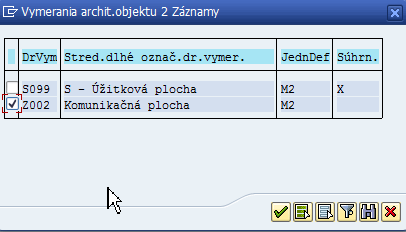 Vymerania archit.objektu 2 Záznamy
DrVym Stred.dlhé označ.dr.vymer. JednDef Súhrn.
S099 S - Úžitková plocha M2 X
Z002 Komunikačná plocha M2